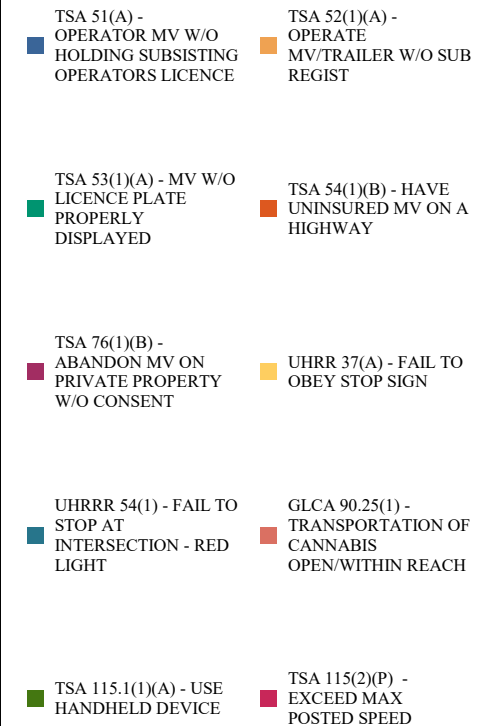 TSA 51(A) -
OPERATOR MV W/O
HOLDING SUBSISTING
OPERATORS LICENCE
TSA 52(1)(A) -
OPERATE
MV/TRAILER W/O SUB
REGIST
TSA 53(1)(A) - MV W/O
LICENCE PLATE
PROPERLY
DISPLAYED
TSA 54(1)(B) - HAVE
UNINSURED MV ON A
HIGHWAY
TSA 76(1)(B) -
ABANDON MV ON
PRIVATE PROPERTY
W/O CONSENT
UHRR 37(A) - FAIL TO
OBEY STOP SIGN
UHRRR 54(1) - FAIL TO
STOP AT
INTERSECTION - RED
LIGHT
GLCA 90.25(1) -
TRANSPORTATION OF
CANNABIS
OPEN/WITHIN REACH
TSA 115.1(1)(A) - USE
HANDHELD DEVICE
TSA 115(2)(P) -
EXCEED MAX
POSTED SPEED